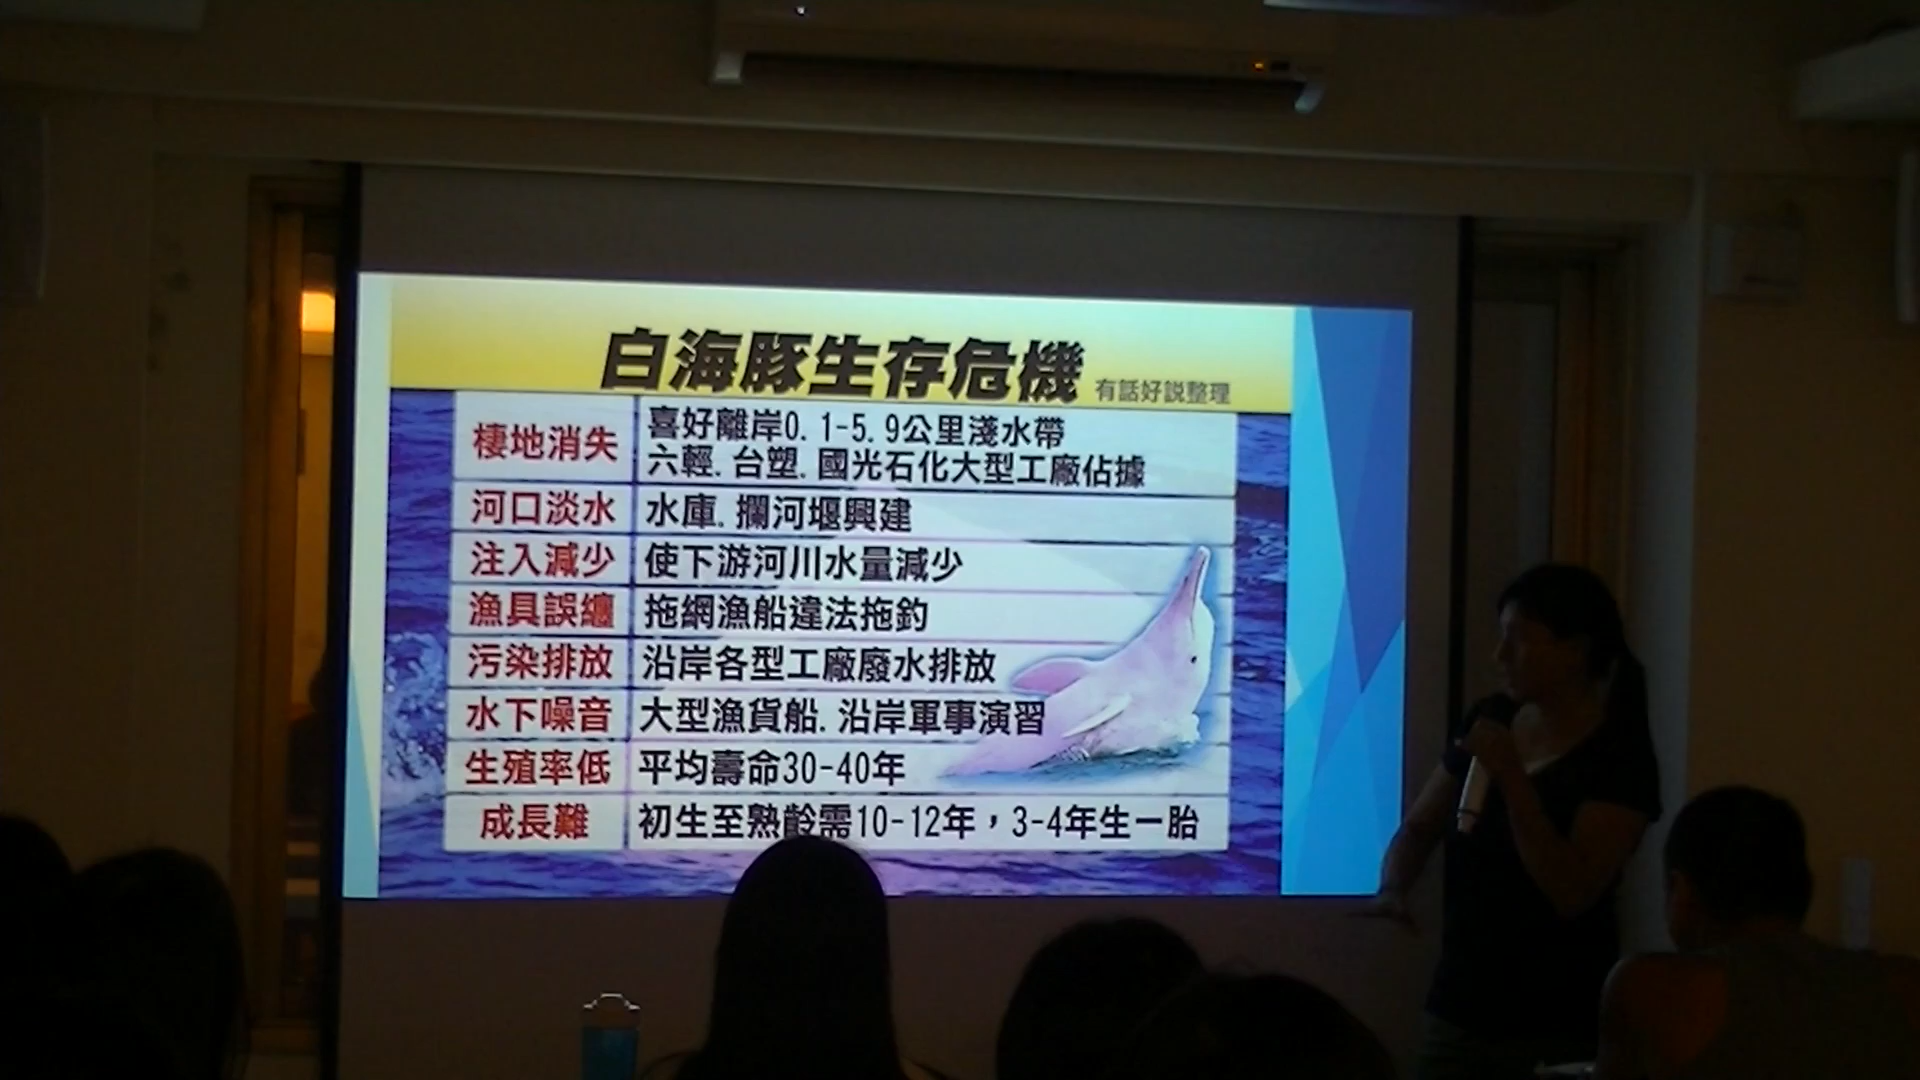 白海豚生存危機 有話好說整理
棲地消失 喜好離岸0.1-5.9公里淺水帶
六輕.台塑.國光石化大型工廠佔據
河口淡水 水庫.攔河堰興建
注入減少 使下游河川水量減少
漁具誤纏 拖網漁船違法拖釣
污染排放 沿岸各型工廠廢水排放
水下噪音 大型漁貨船.沿岸軍事演習
生殖率低 平均壽命30-40年
成長難 初生至熟齡需10-12年，3-4年生一胎